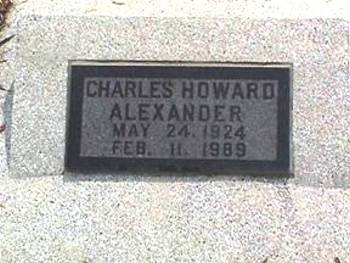 CHARLES HOWARD
ALEXANDER
MAY 24, 1924
FEB. 11, 1989